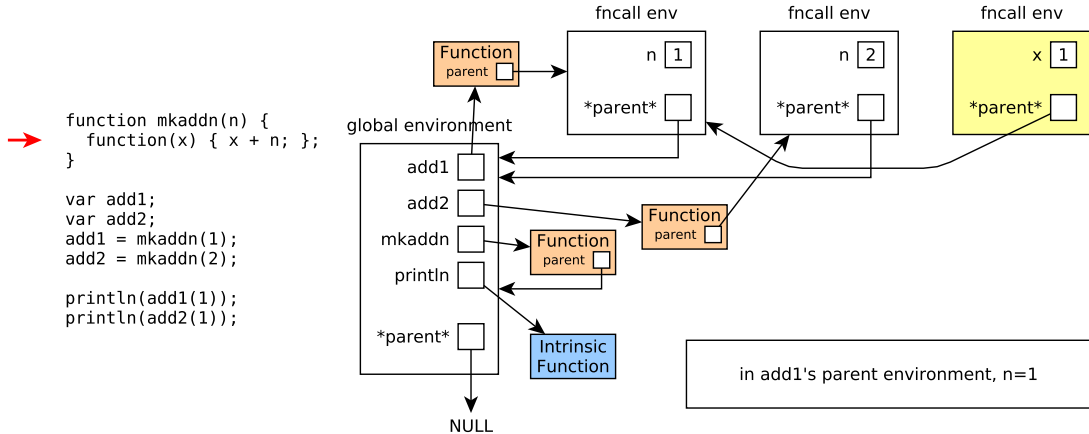 function mkaddn(n) {
  function(x) { x + n; };
}

var add1;
var add2;
add1 = mkaddn(1);
add2 = mkaddn(2);

println(add1(1));
println(add2(1));
global environment
add1
add2
mkaddn
println
*parent*
NULL
Function
parent
Function
parent
Function
parent
Intrinsic
Function
fncall env
n 1
*parent*
fncall env
n 2
*parent*
fncall env
x 1
*parent*
in add1's parent environment, n=1